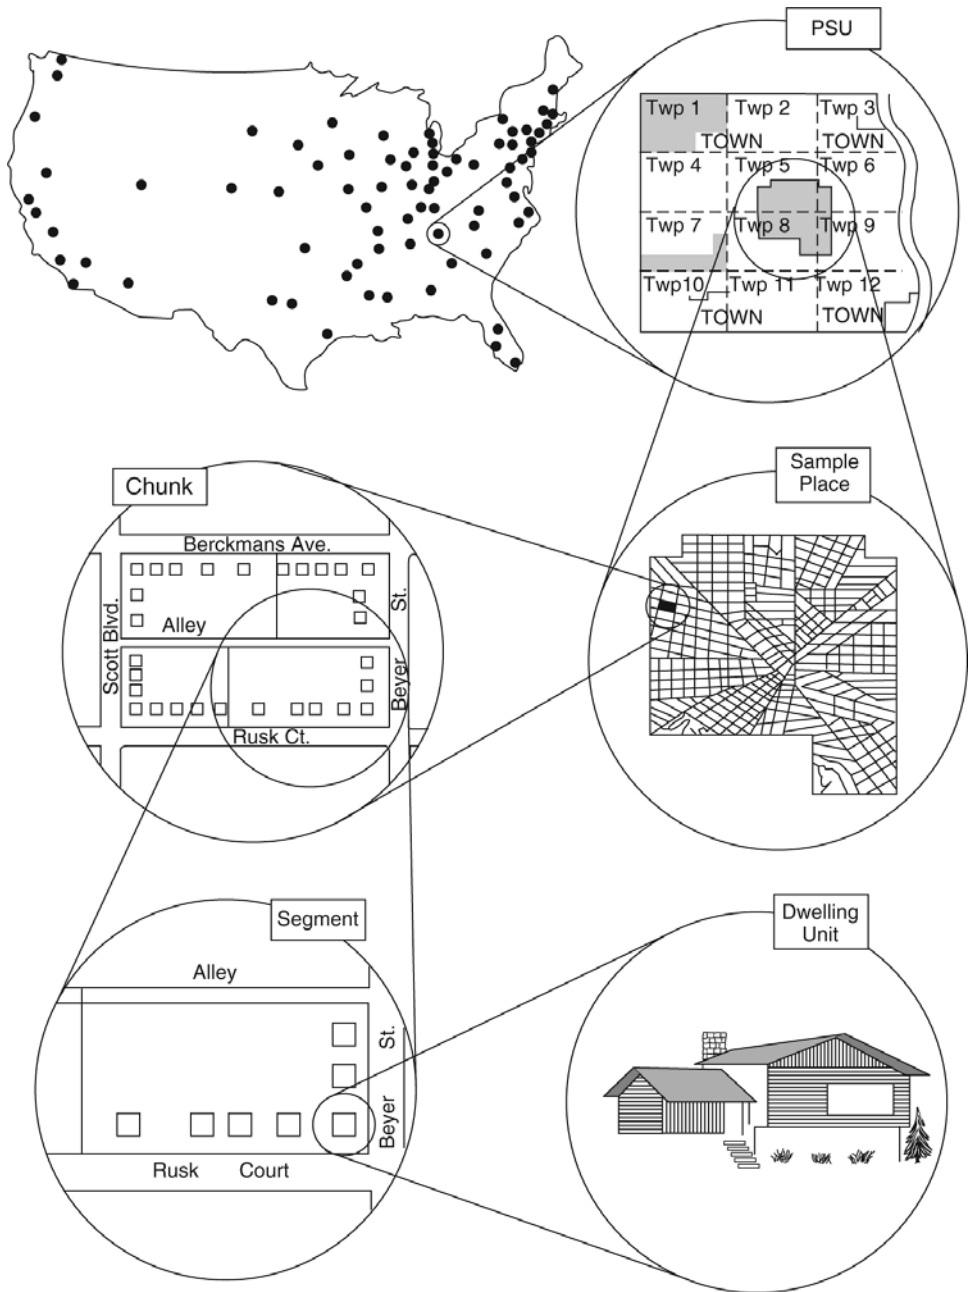 PSU
Twp 1
Twp 2
Twp 3
TOWN
TOWN
Twp 4
Twp 5
Twp 6
Twp 7
Twp 8
Twp 9
Twp10
Twp 11
Twp 12
TOWN
TOWN
Chunk
Berckmans Ave.
Scott Blvd.
Alley
Beyer St.
Rusk Ct.
Sample
Place
Segment
Alley
Beyer St.
Rusk Court
Dwelling
Unit